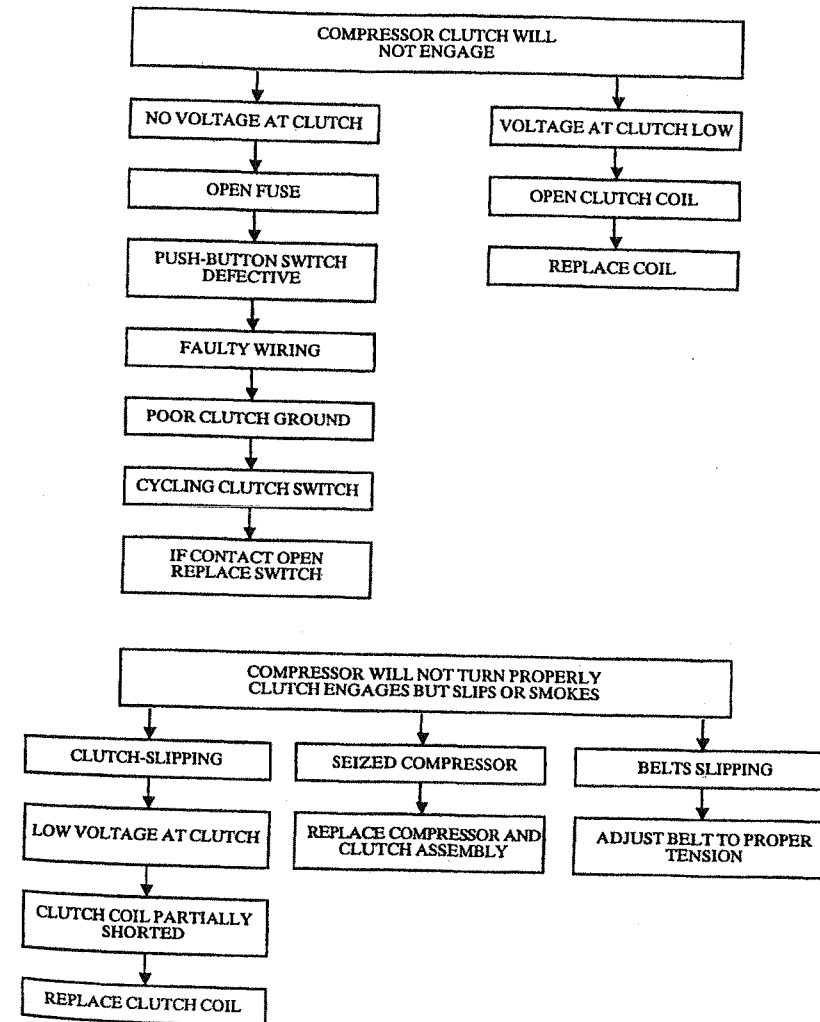 COMPRESSOR CLUTCH WILL
NOT ENGAGE
NO VOLTAGE AT CLUTCH
VOLTAGE AT CLUTCH LOW
OPEN FUSE
OPEN CLUTCH COIL
PUSH-BUTTON SWITCH
DEFECTIVE
REPLACE COIL
FAULTY WIRING
POOR CLUTCH GROUND
CYCLING CLUTCH SWITCH
IF CONTACT OPEN
REPLACE SWITCH
COMPRESSOR WILL NOT TURN PROPERLY
CLUTCH ENGAGES BUT SLIPS OR SMOKES
CLUTCH-SLIPPING
SEIZED COMPRESSOR
BELTS SLIPPING
LOW VOLTAGE AT CLUTCH
REPLACE COMPRESSOR AND
CLUTCH ASSEMBLY
ADJUST BELT TO PROPER
TENSION
CLUTCH COIL PARTIALLY
SHORTED
REPLACE CLUTCH COIL